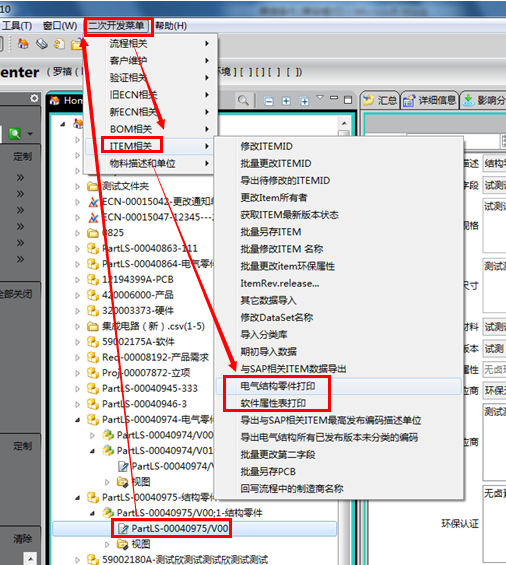 10
工具(T) 窗口(W) 二次开发菜单 帮助(H)
enter ( 罗禧 (
环境 ] [ ] [ ] [ ] )
流程相关
客户维护
验证相关
旧ECN相关
新ECN相关
BOM相关
ITEM相关
物料描述和单位
修改ITEMID
批量更改ITEMID
导出待修改的ITEMID
更改Item所有者
获取ITEM最新版本状态
批量另存ITEM
批量修改ITEM 名称
批量更改item环保属性
ItemRev.release...
其它数据导入
修改DataSet名称
导入分类库
期初导入数据
与SAP相关ITEM数据导出
电气结构零件打印
软件属性表打印
导出与SAP相关ITEM最高发布编码描述单位
导出电气结构所有已发布版本未分类的编码
批量更改第二字段
批量另存PCB
回写流程中的制造商名称
定制
全部关闭
定制
清除
Hom
测试文件夹
ECN-00015042-更改通知单
ECN-00015047-12345---2
0825
PartLS-00040863-111
PartLS-00040864-电气零件
12194399A-PCB
420006000-产品
320003373-硬件
集成电路（新）.csv(1-5)
59002175A-软件
Req-00008192-产品需求
Proj-00007872-立项
PartLS-00040945-333
PartLS-00040946-3
PartLS-00040974-电气零件
PartLS-00040974/V00
PartLS-00040974/V01
PartLS-00040974/
视图
PartLS-00040975-结构零件
PartLS-00040975/V00;1-结构零件
PartLS-00040975/V00
视图
59002180A-测试欣测试测试欣测试测试
汇总 详细信息 影响分
描述 结构零
字段 试测
测试
规格
尺寸 测试
材料 试测
版本 试测
属性 无卤
应商 环保
测试
应商
无卤
环保认证